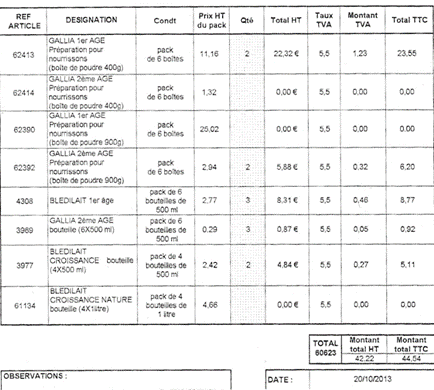 REF ARTICLE DESIGNATION Condt Prix HT du pack Qté Total HT Taux TVA Montant TVA Total TTC
62413 GALLIA 1er AGE Préparation pour nourrissons (boîte de poudre 400g) pack de 6 boîtes 11,16 2 22,32 € 5,5 1,23 23,55
62414 GALLIA 2ème AGE Préparation pour nourrissons (boîte de poudre 400g) pack de 6 boîtes 1,32 0,00 € 5,5 0,00 0,00
62390 GALLIA 1er AGE Préparation pour nourrissons (boîte de poudre 900g) pack de 6 boîtes 25,02 0,00 € 5,5 0,00 0,00
62392 GALLIA 2ème AGE Préparation pour nourrissons (boîte de poudre 900g) pack de 6 boîtes 2,94 2 5,88 € 5,5 0,32 6,20
4308 BLEDILAIT 1er âge pack de 6 bouteilles de 500 ml 2,77 3 8,31 € 5,5 0,46 8,77
3969 GALLIA 2ème AGE bouteille (6X500 ml) pack de 6 bouteilles de 500 ml 0,29 3 0,87 € 5,5 0,05 0,92
3977 BLEDILAIT CROISSANCE bouteille (4X500 ml) pack de 4 bouteilles de 500 ml 2,42 2 4,84 € 5,5 0,27 5,11
61134 BLEDILAIT CROISSANCE NATURE bouteille (4X1litre) pack de 4 bouteilles de 1 litre 4,66 0,00 € 5,5 0,00 0,00
TOTAL 60623 Montant total HT Montant total TTC
42,22 44,54
OBSERVATIONS : DATE : 20/10/2013